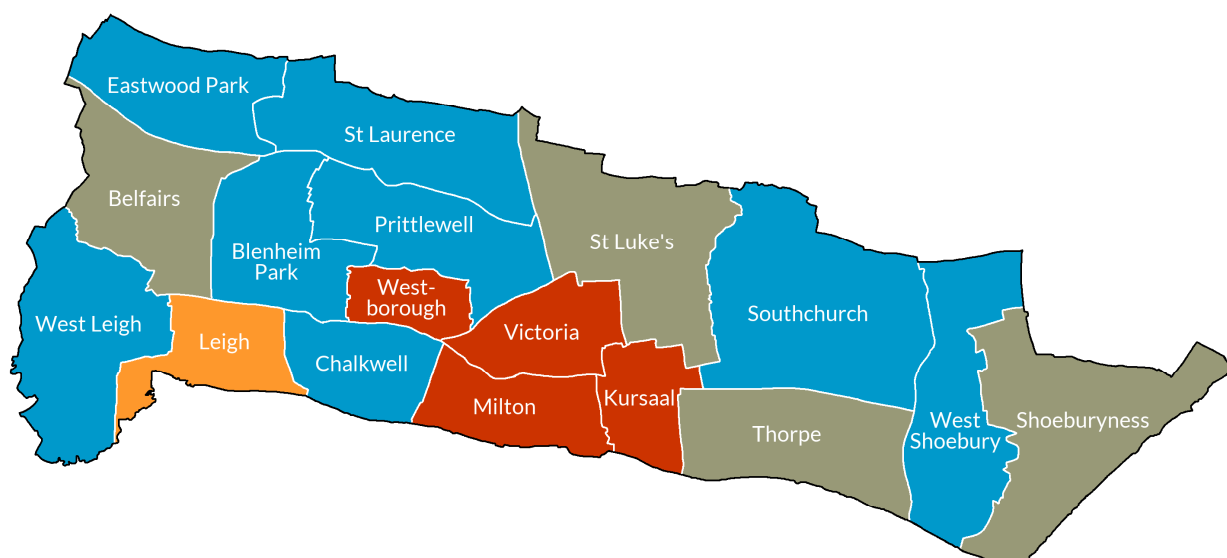 Eastwood Park
St Laurence
Belfairs
Prittlewell
St Luke's
Blenheim
Park
West-
borough
Southchurch
West Leigh
Victoria
Leigh
Chalkwell
Kursaal
Milton
Thorpe
West
Shoebury
Shoeburyness